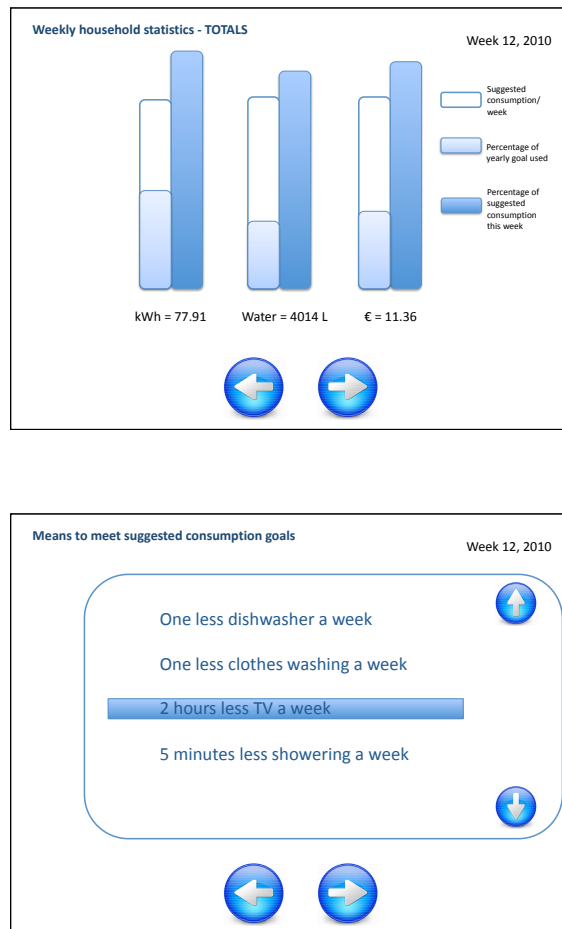 Weekly household statistics - TOTALS
Week 12, 2010
Suggested
consumption/
week
Percentage of
yearly goal used
Percentage of
suggested
consumption
this week
kWh = 77.91
Water = 4014 L
€ = 11.36
Means to meet suggested consumption goals
Week 12, 2010
One less dishwasher a week
One less clothes washing a week
2 hours less TV a week
5 minutes less showering a week